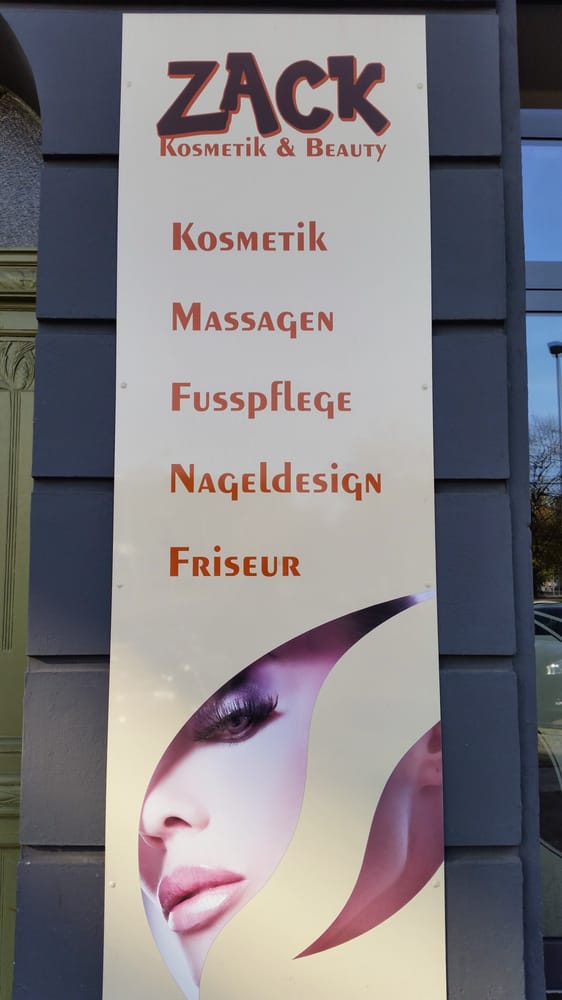 ZACK
Kosmetik & Beauty
Kosmetik
Massagen
Fusspflege
Nageldesign
Friseur